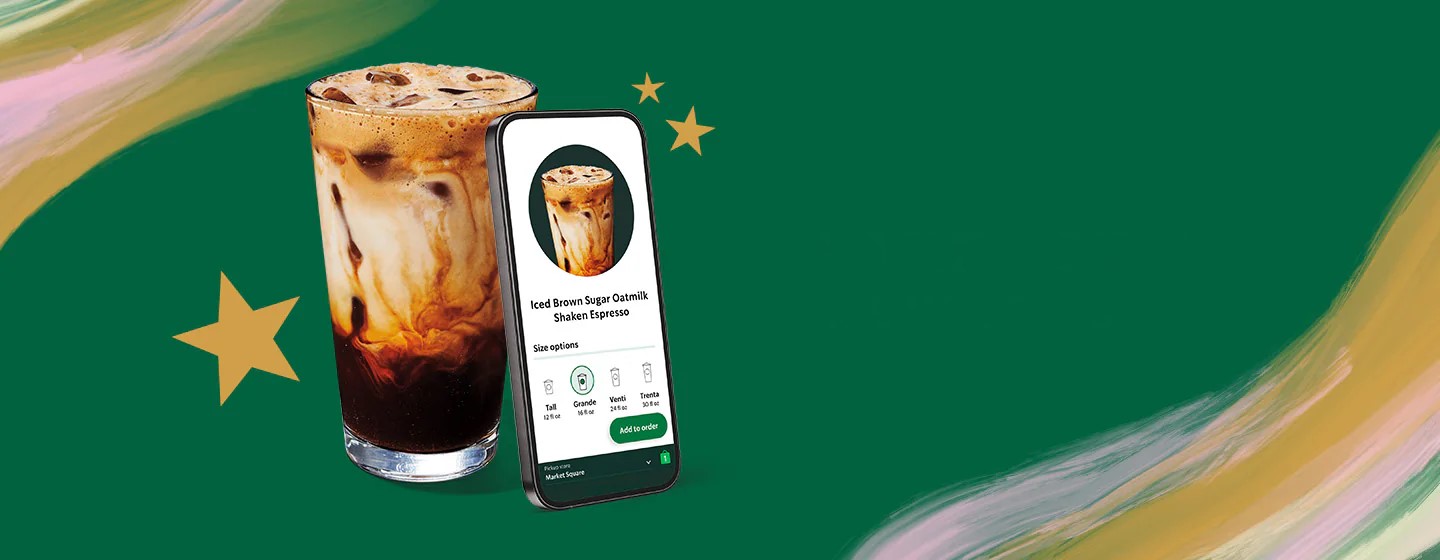 Iced Brown Sugar Oatmilk
Shaken Espresso
Size options
Tall
12 fl oz
Grande
16 fl oz
Venti
24 fl oz
Trenta
30 fl oz
Add to order
Pickup store
Market Square
1